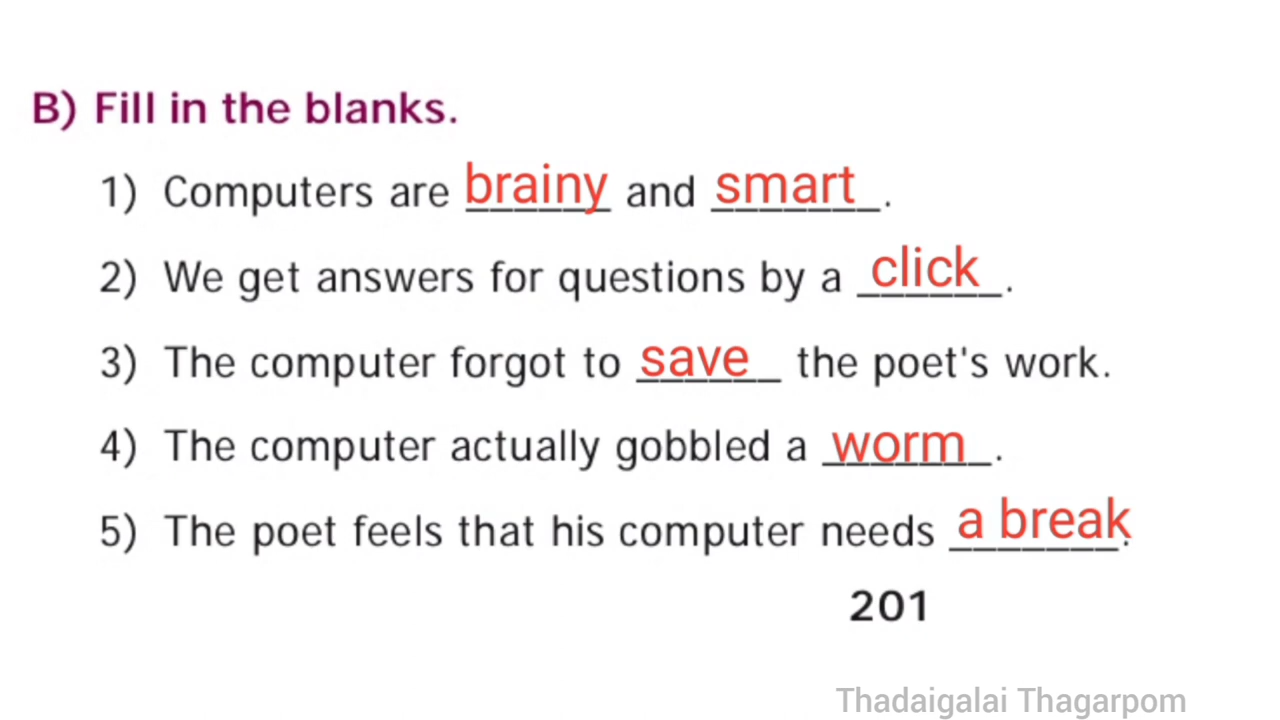 B) Fill in the blanks.
1) Computers are brainy and smart.
2) We get answers for questions by a click.
3) The computer forgot to save the poet's work.
4) The computer actually gobbled a worm.
5) The poet feels that his computer needs a break.
201
Thadaigalai Thagarpom